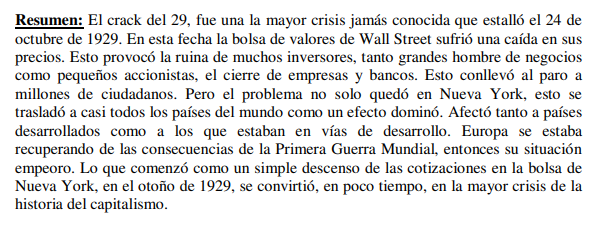 Resumen: El crack del 29, fue una la mayor crisis jamás conocida que estalló el 24 de
octubre de 1929. En esta fecha la bolsa de valores de Wall Street sufrió una caída en sus
precios. Esto provocó la ruina de muchos inversores, tanto grandes hombre de negocios
como pequeños accionistas, el cierre de empresas y bancos. Esto conllevó al paro a
millones de ciudadanos. Pero el problema no solo quedó en Nueva York, esto se
trasladó a casi todos los países del mundo como un efecto dominó. Afectó tanto a países
desarrollados como a los que estaban en vías de desarrollo. Europa se estaba
recuperando de las consecuencias de la Primera Guerra Mundial, entonces su situación
empeoro. Lo que comenzó como un simple descenso de las cotizaciones en la bolsa de
Nueva York, en el otoño de 1929, se convirtió, en poco tiempo, en la mayor crisis de la
historia del capitalismo.